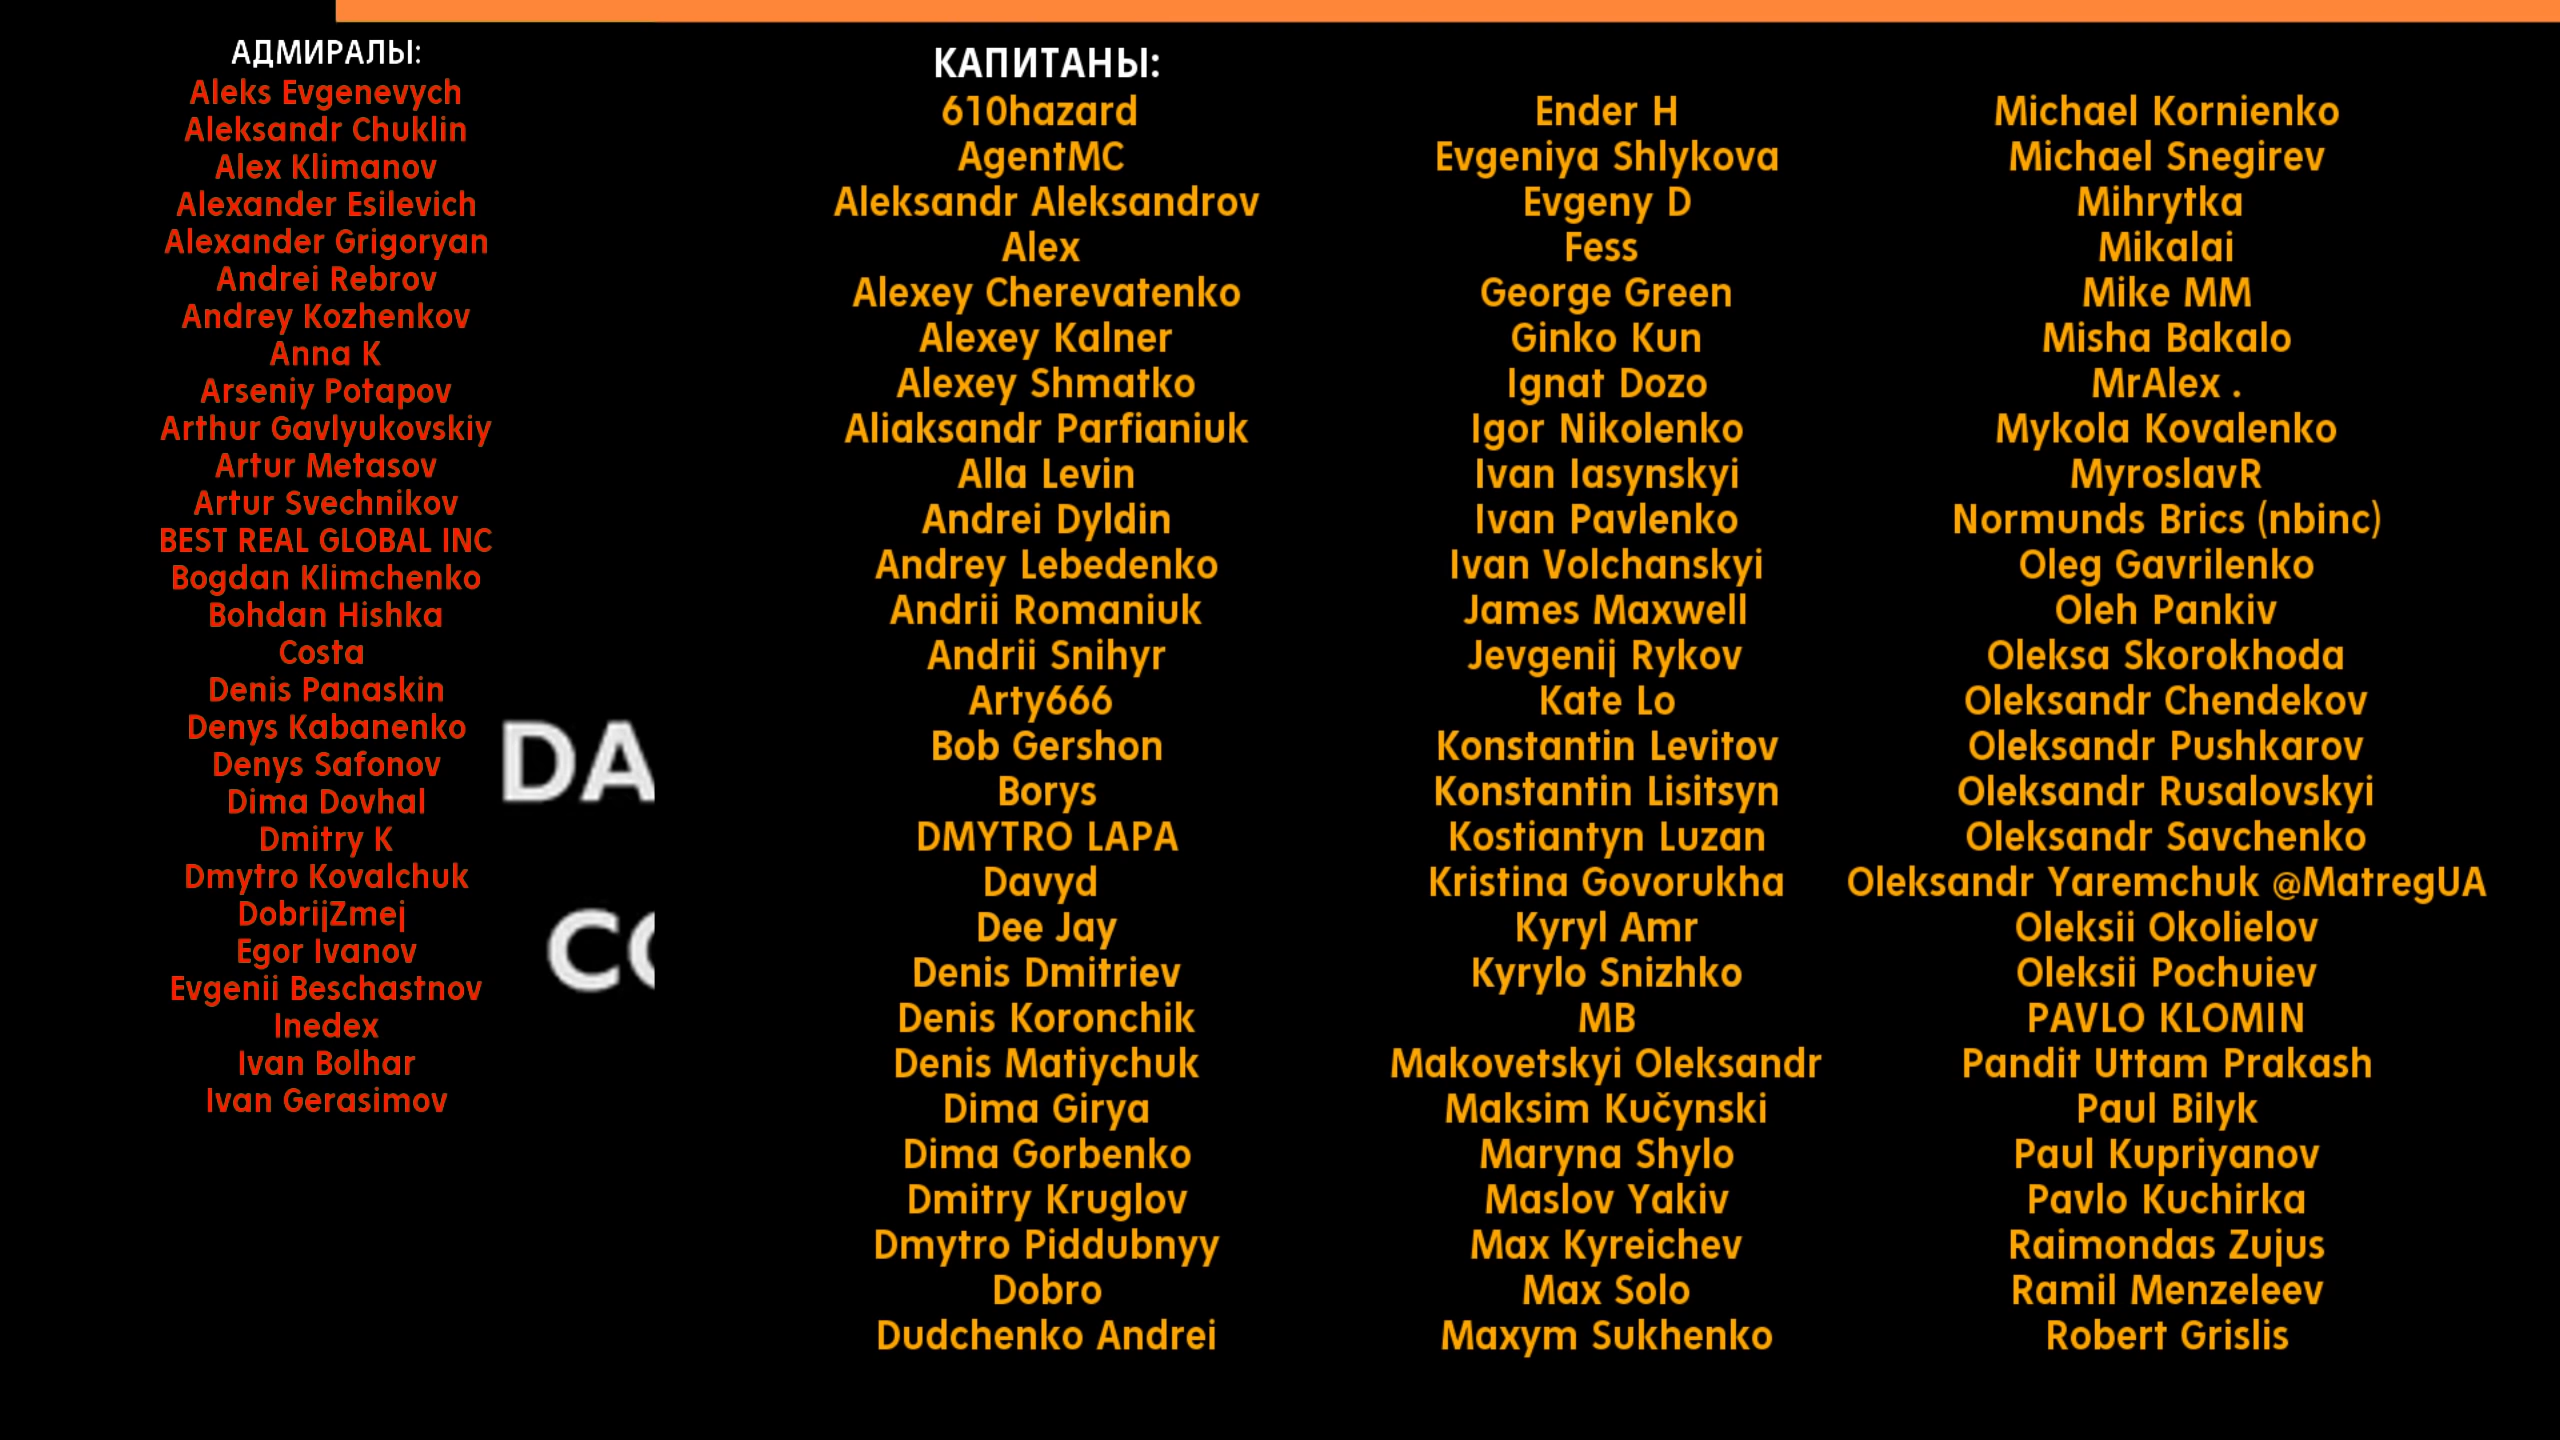 АДМИРАЛЫ:
Aleks Evgenevych
Aleksandr Chuklin
Alex Klimanov
Alexander Esilevich
Alexander Grigoryan
Andrei Rebrov
Andrey Kozhenkov
Anna K
Arseniy Potapov
Arthur Gavlyukovskiy
Artur Metasov
Artur Svechnikov
BEST REAL GLOBAL INC
Bogdan Klimchenko
Bohdan Hishka
Costa
Denis Panaskin
Denys Kabanenko
Denys Safonov
Dima Dovhal
Dmitry K
Dmytro Kovalchuk
DobrijZmej
Egor Ivanov
Evgenii Beschastnov
Inedex
Ivan Bolhar
Ivan Gerasimov
DA
КАПИТАНЫ:
610hazard
AgentMC
Aleksandr Aleksandrov
Alex
Alexey Cherevatenko
Alexey Kalner
Alexey Shmatko
Aliaksandr Parfianiuk
Alla Levin
Andrei Dyldin
Andrey Lebedenko
Andrii Romaniuk
Andrii Snihyr
Arty666
Bob Gershon
Borys
DMYTRO LAPA
Davyd
Dee Jay
Denis Dmitriev
Denis Koronchik
Denis Matiychuk
Dima Girya
Dima Gorbenko
Dmitry Kruglov
Dmytro Piddubnyy
Dobro
Dudchenko Andrei
Ender H
Evgeniya Shlykova
Evgeny D
Fess
George Green
Ginko Kun
Ignat Dozo
Igor Nikolenko
Ivan Iasynskyi
Ivan Pavlenko
Ivan Volchanskyi
James Maxwell
Jevgenij Rykov
Kate Lo
Konstantin Levitov
Konstantin Lisitsyn
Kostiantyn Luzan
Kristina Govorukha
Kyryl Amr
Kyrylo Snizhko
MB
Makovetskyi Oleksandr
Maksim Kučynski
Maryna Shylo
Maslov Yakiv
Max Kyreichev
Max Solo
Maxym Sukhenko
Michael Kornienko
Michael Snegirev
Mihrytka
Mikalai
Mike MM
Misha Bakalo
MrAlex .
Mykola Kovalenko
MyroslavR
Normunds Brics (nbinc)
Oleg Gavrilenko
Oleh Pankiv
Oleksa Skorokhoda
Oleksandr Chendekov
Oleksandr Pushkarov
Oleksandr Rusalovskyi
Oleksandr Savchenko
Oleksandr Yaremchuk @MatregUA
Oleksii Okolielov
Oleksii Pochuiev
PAVLO KLOMIN
Pandit Uttam Prakash
Paul Bilyk
Paul Kupriyanov
Pavlo Kuchirka
Raimondas Zujus
Ramil Menzeleev
Robert Grislis